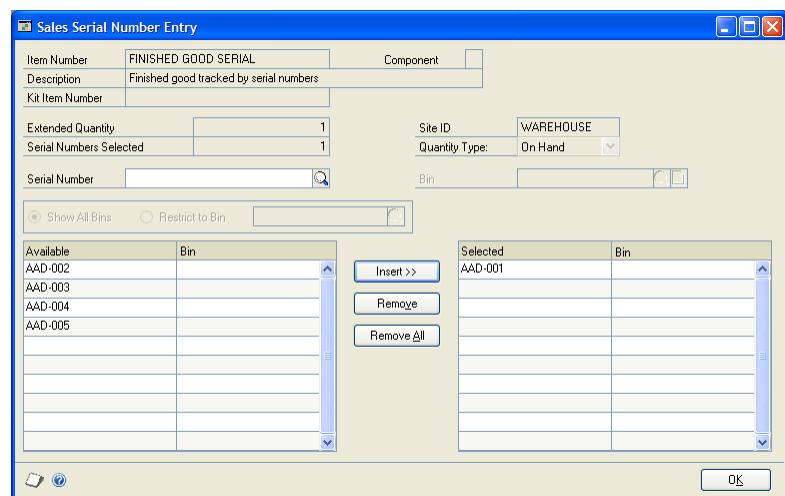 Sales Serial Number Entry
Item Number FINISHED GOOD SERIAL Component
Description Finished good tracked by serial numbers
Kit Item Number
Extended Quantity 1 Site ID WAREHOUSE
Serial Numbers Selected 1 Quantity Type: On Hand
Serial Number Bin
Show All Bins Restrict to Bin
Available Bin Selected Bin
AAD-002 Insert >> AAD-001
AAD-003
AAD-004 Remove
AAD-005 Remove All
OK